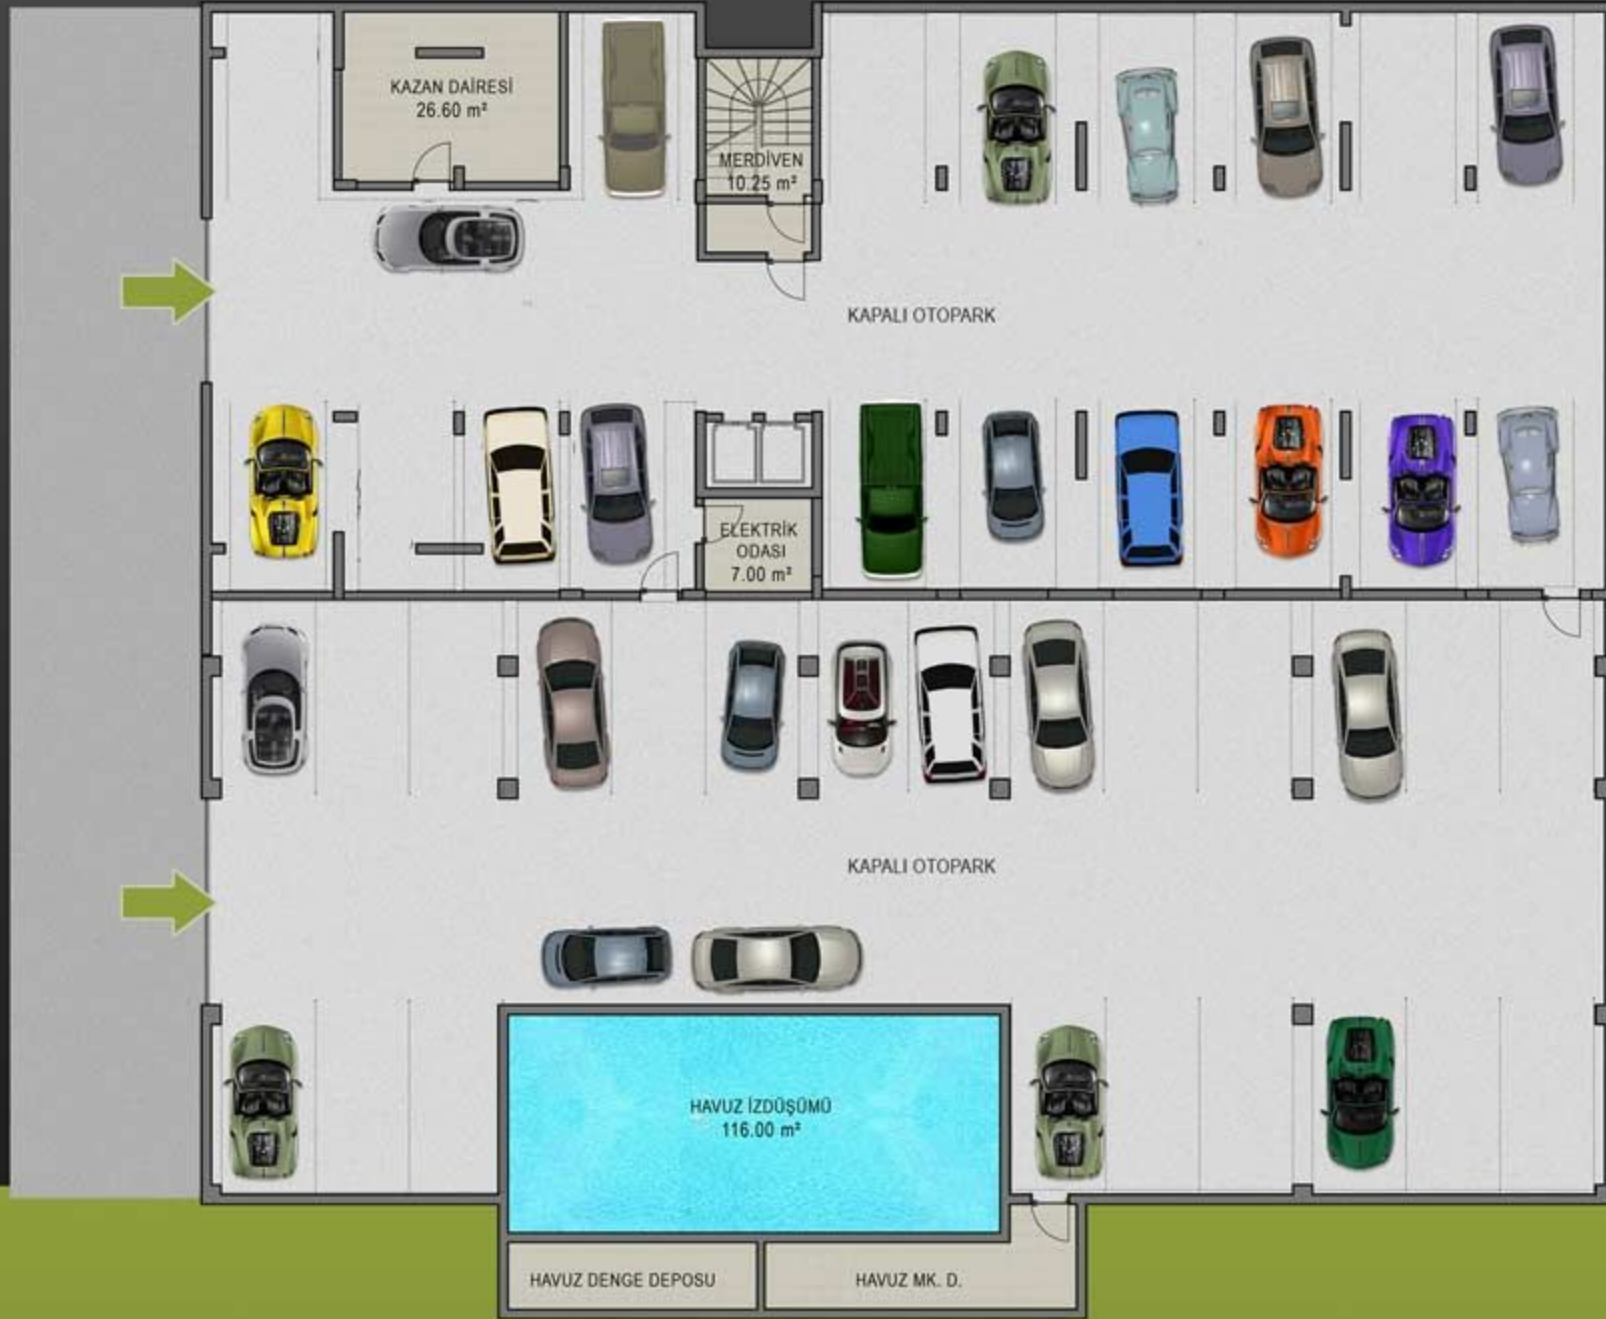 KAZAN DAİRESİ
26.60 m²
MERDİVEN
10.25 m²
KAPALI OTOPARK
ELEKTRİK
ODASI
7.00 m²
KAPALI OTOPARK
HAVUZ İZDÜŞÜMÜ
116.00 m²
HAVUZ DENGE DEPOSU
HAVUZ MK. D.